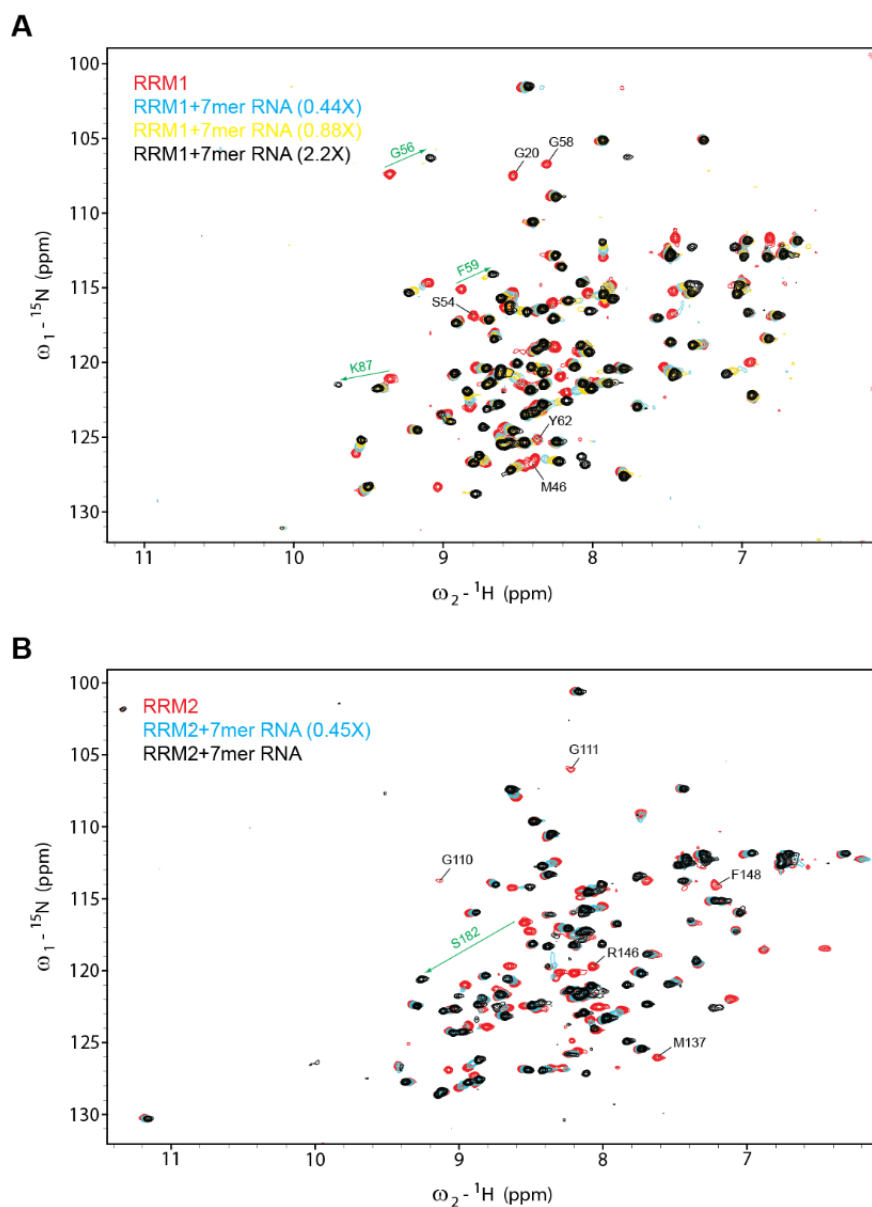 A
RRM1
RRM1+7mer RNA (0.44X)
RRM1+7mer RNA (0.88X)
RRM1+7mer RNA (2.2X)
G56
G20
G58
F59
S54
K87
Y62
M46
100
105
110
115
120
125
130
ω1 - 15N (ppm)
11
10
9
8
7
ω2 - 1H (ppm)
B
RRM2
RRM2+7mer RNA (0.45X)
RRM2+7mer RNA
G111
G110
F148
S182
R146
M137
100
105
110
115
120
125
130
ω1 - 15N (ppm)
11
10
9
8
7
ω2 - 1H (ppm)